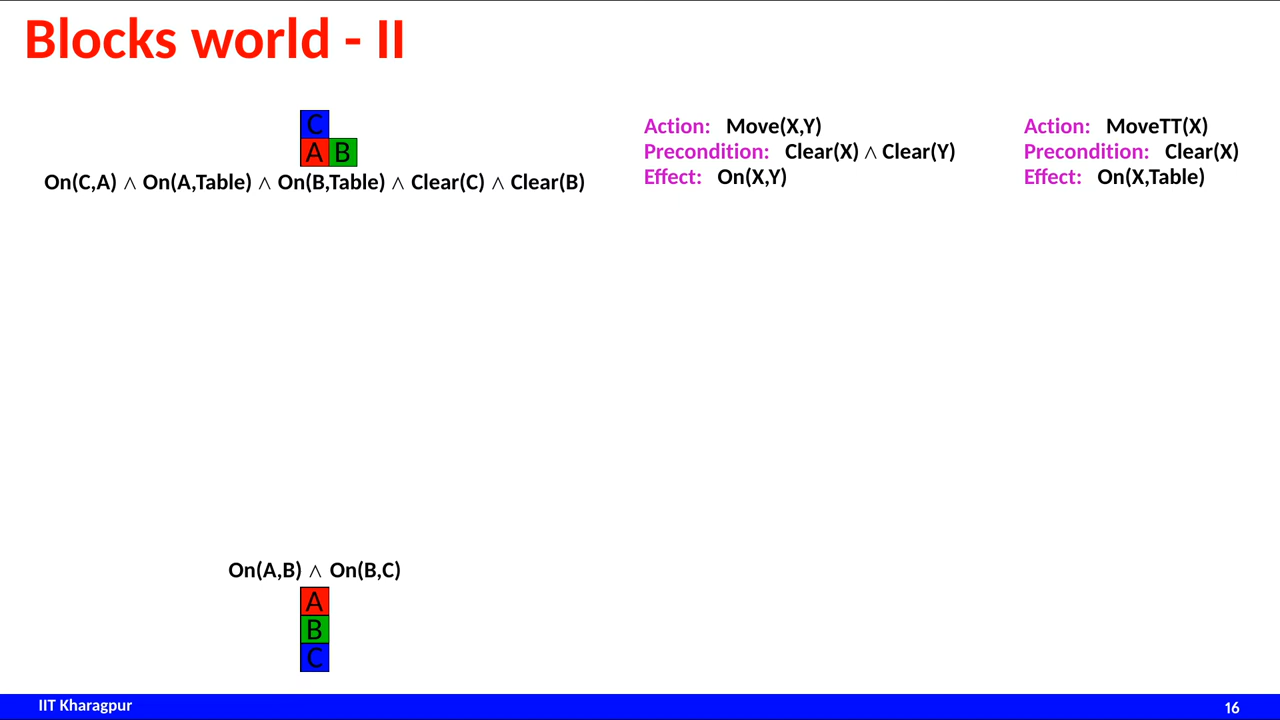 Blocks world - II
C
A B
On(C,A) ∧ On(A,Table) ∧ On(B,Table) ∧ Clear(C) ∧ Clear(B)
Action: Move(X,Y)
Precondition: Clear(X) ∧ Clear(Y)
Effect: On(X,Y)
Action: MoveTT(X)
Precondition: Clear(X)
Effect: On(X,Table)
On(A,B) ∧ On(B,C)
A
B
C
IIT Kharagpur
16